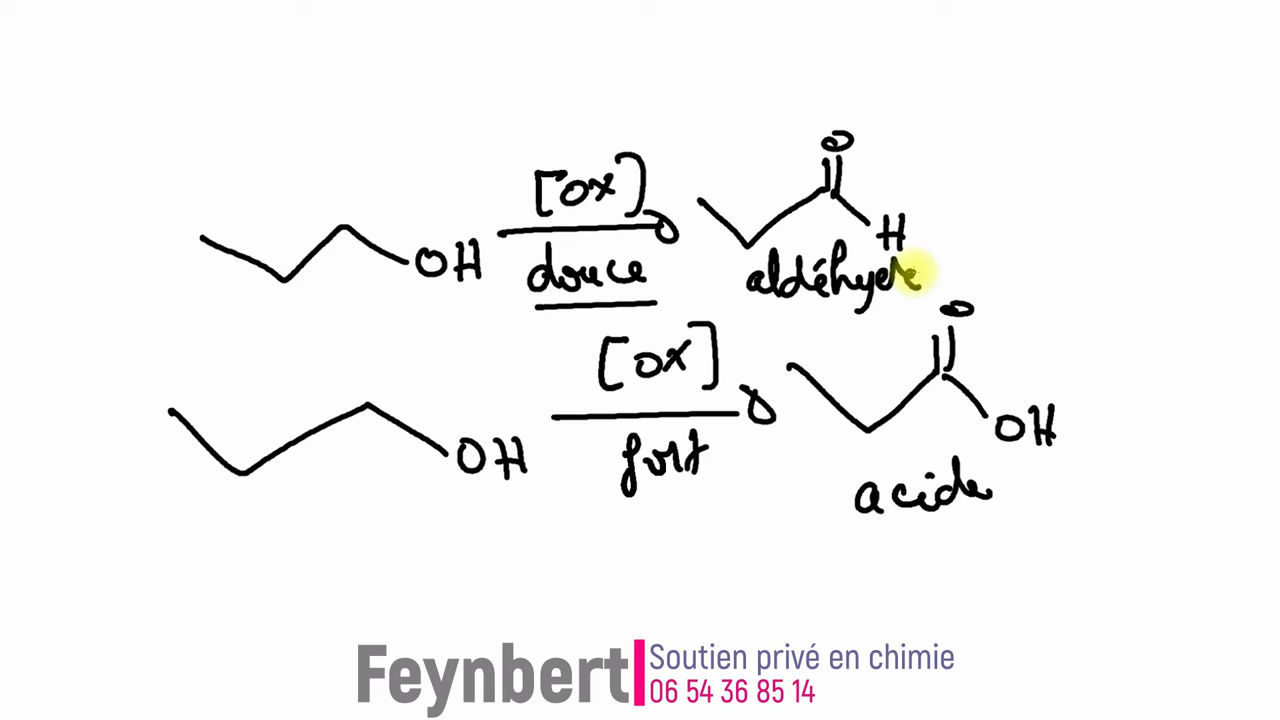 O
[ox]
OH
H
douce
aldéhyde
O
[ox]
OH
OH
fort
acide
Feynbert
Soutien privé en chimie
06 54 36 85 14